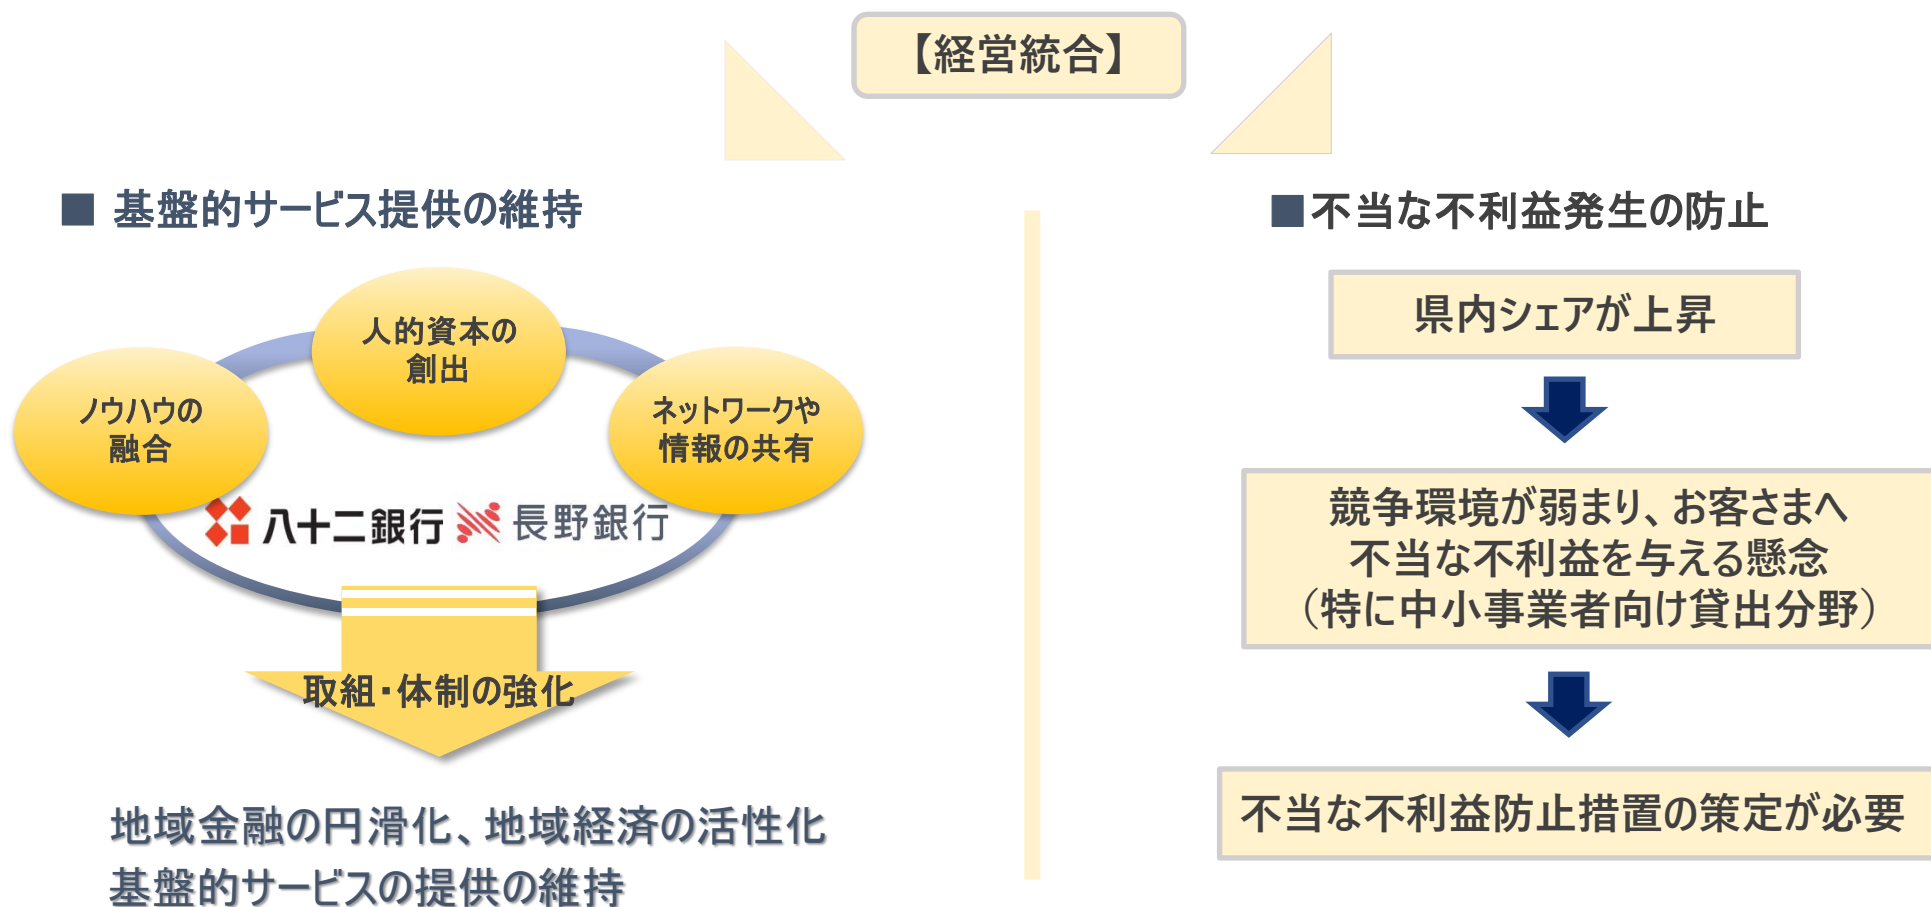 【経営統合】
■ 基盤的サービス提供の維持
人的資本の
創出
ノウハウの
融合
ネットワークや
情報の共有
八十二銀行 長野銀行
取組・体制の強化
地域金融の円滑化、地域経済の活性化
基盤的サービスの提供の維持
■不当な不利益発生の防止
県内シェアが上昇
競争環境が弱まり、お客さまへ
不当な不利益を与える懸念
（特に中小事業者向け貸出分野）
不当な不利益防止措置の策定が必要